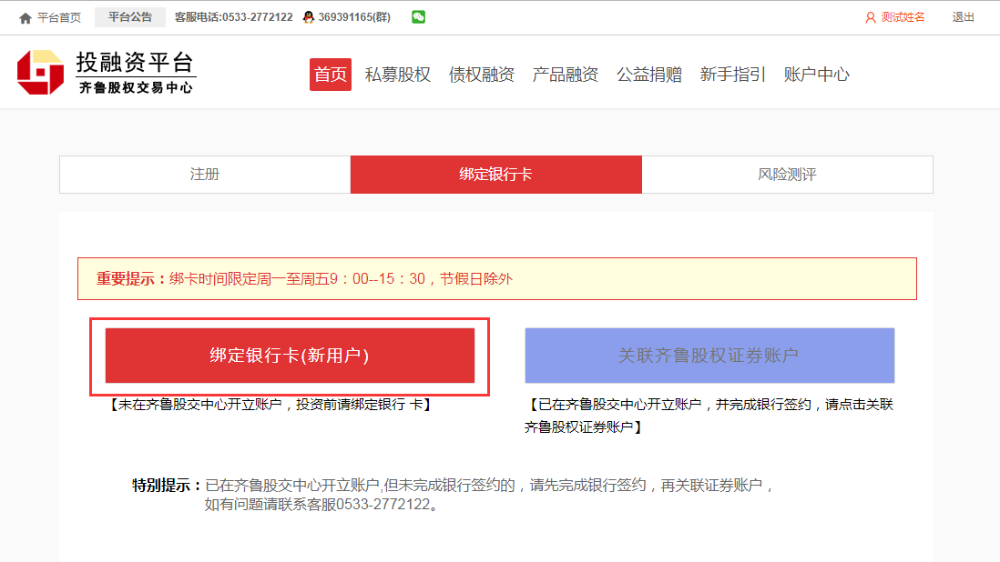 平台首页 平台公告 客服电话:0533-2772122 369391165(群) 测试姓名 退出
投融资平台
齐鲁股权交易中心
首页 私募股权 债权融资 产品融资 公益捐赠 新手指引 账户中心
注册 绑定银行卡 风险测评
重要提示：绑卡时间限定周一至周五9：00--15：30，节假日除外
绑定银行卡(新用户) 关联齐鲁股权证券账户
【未在齐鲁股交中心开立账户，投资前请绑定银行 卡】
【已在齐鲁股交中心开立账户，并完成银行签约，请点击关联
齐鲁股权证券账户】
特别提示：已在齐鲁股交中心开立账户,但未完成银行签约的，请先完成银行签约，再关联证券账户，
如有问题请联系客服0533-2772122。